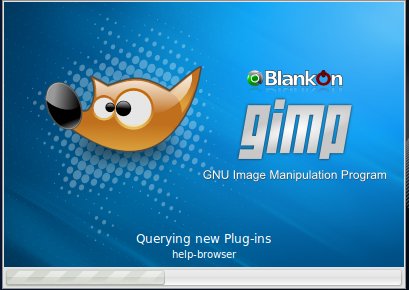 BlankOn
gimp
GNU Image Manipulation Program
Querying new Plug-ins
help-browser